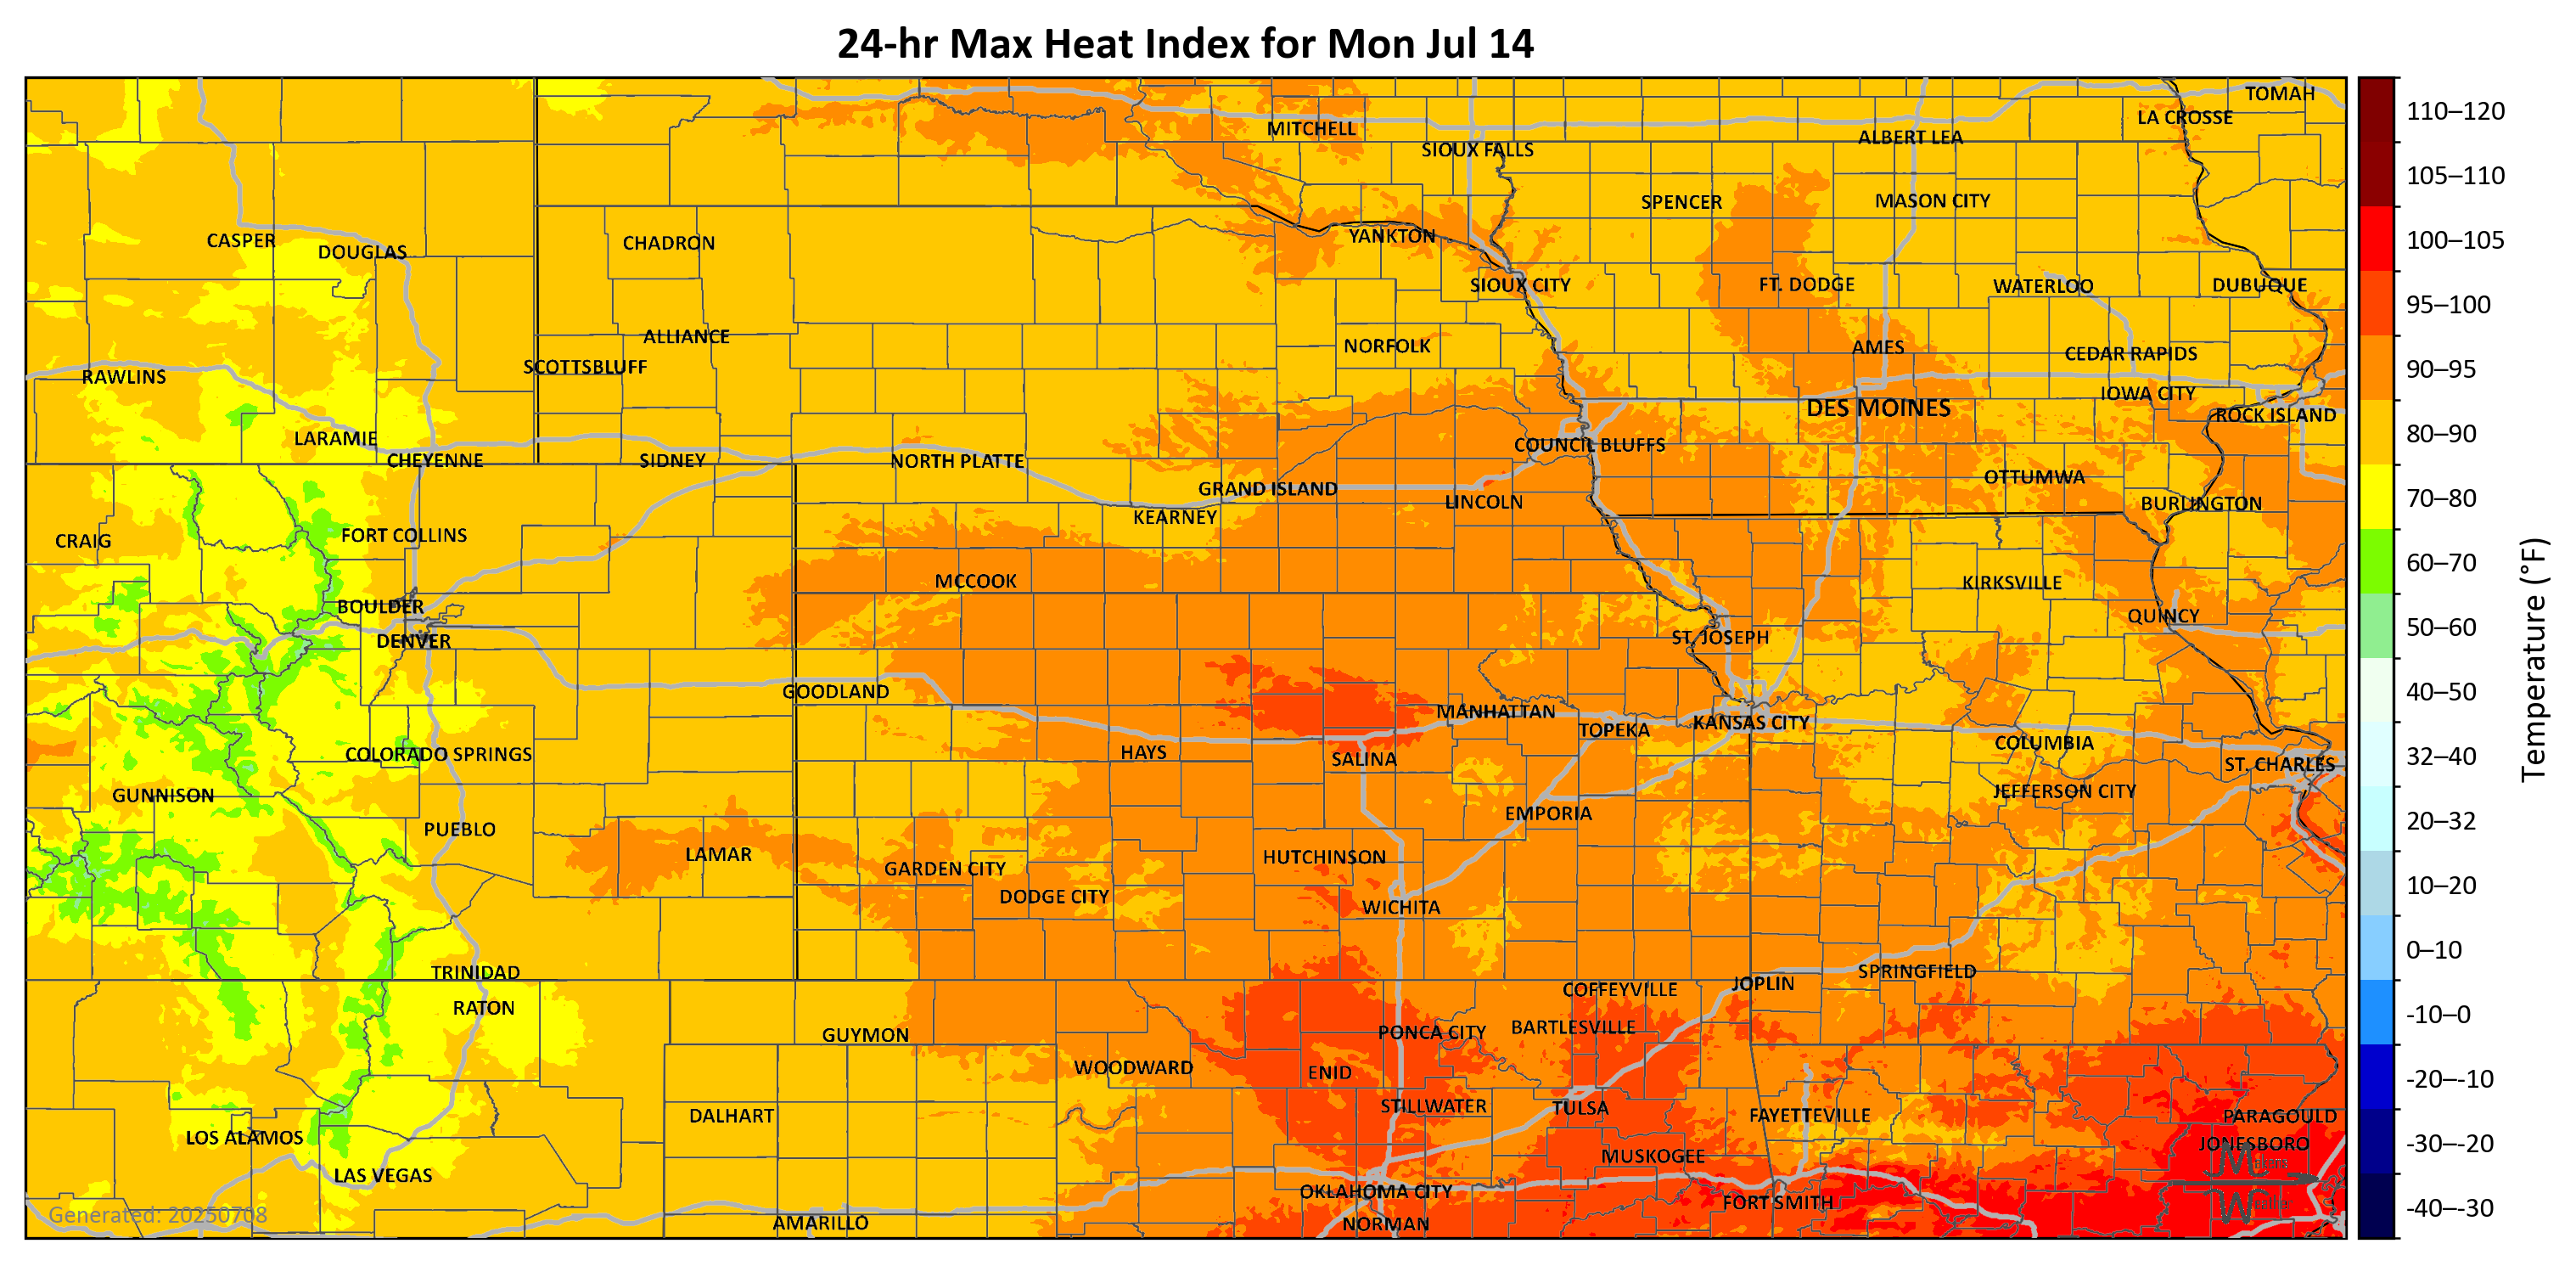 24-hr Max Heat Index for Mon Jul 14
TOMAH
LA CROSSE
MITCHELL
ALBERT LEA
SIOUX FALLS
SPENCER
MASON CITY
CASPER
DOUGLAS
CHADRON
YANKTON
SIOUX CITY
FT. DODGE
WATERLOO
DUBUQUE
ALLIANCE
NORFOLK
AMES
CEDAR RAPIDS
SCOTTSBLUFF
RAWLINS
IOWA CITY
DES MOINES
ROCK ISLAND
LARAMIE
COUNCIL BLUFFS
CHEYENNE
SIDNEY
NORTH PLATTE
OTTUMWA
GRAND ISLAND
LINCOLN
BURLINGTON
KEARNEY
FORT COLLINS
CRAIG
MCCOOK
KIRKSVILLE
BOULDER
QUINCY
DENVER
ST. JOSEPH
GOODLAND
MANHATTAN
KANSAS CITY
TOPEKA
COLUMBIA
COLORADO SPRINGS
HAYS
SALINA
ST. CHARLES
GUNNISON
JEFFERSON CITY
EMPORIA
PUEBLO
LAMAR
HUTCHINSON
GARDEN CITY
DODGE CITY
WICHITA
TRINIDAD
SPRINGFIELD
JOPLIN
COFFEYVILLE
RATON
BARTLESVILLE
PONCA CITY
GUYMON
WOODWARD
ENID
STILLWATER
TULSA
DALHART
FAYETTEVILLE
PARAGOULD
LOS ALAMOS
JONESBORO
MUSKOGEE
LAS VEGAS
OKLAHOMA CITY
FORT SMITH
AMARILLO
NORMAN
Generated: 20250708
110–120
105–110
100–105
95–100
90–95
80–90
70–80
60–70
50–60
40–50
32–40
20–32
10–20
0–10
-10–0
-20–-10
-30–-20
-40–-30
Temperature (°F)